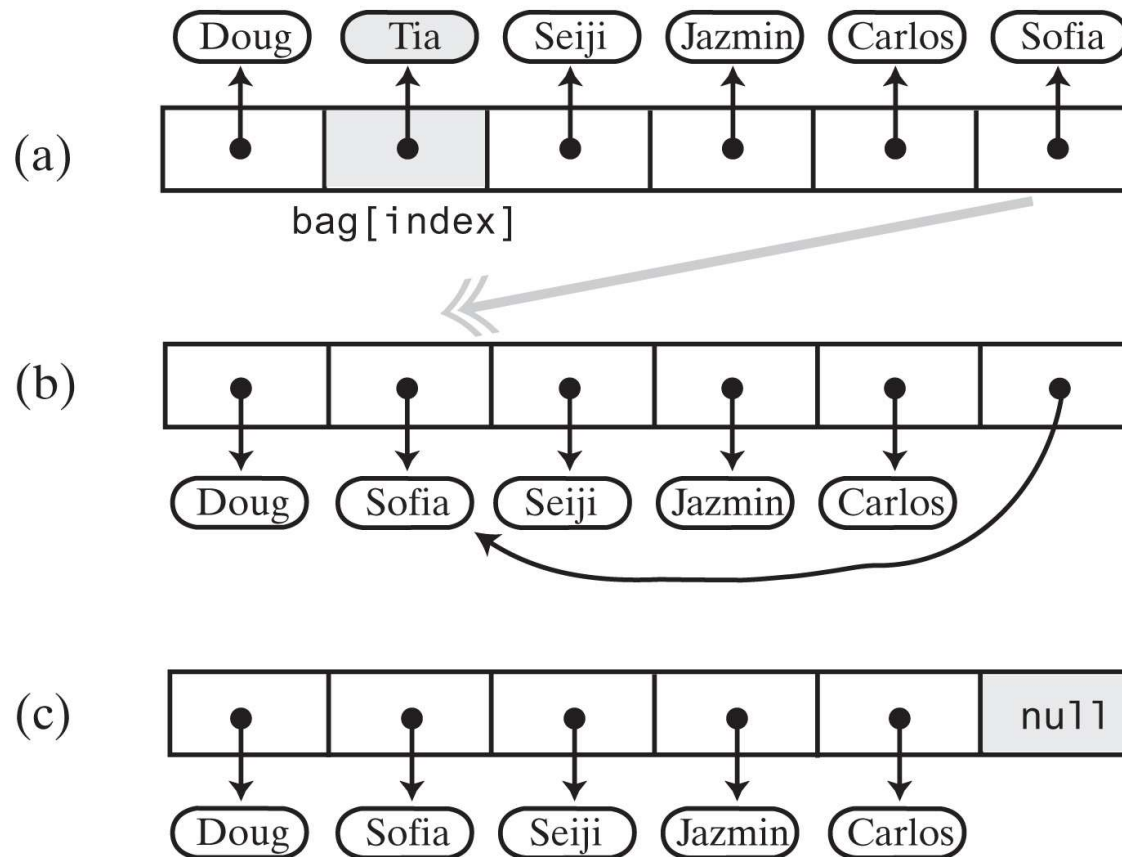 Doug Tia Seiji Jazmin Carlos Sofia
(a)
bag[index]
(b)
Doug Sofia Seiji Jazmin Carlos
(c) null
Doug Sofia Seiji Jazmin Carlos